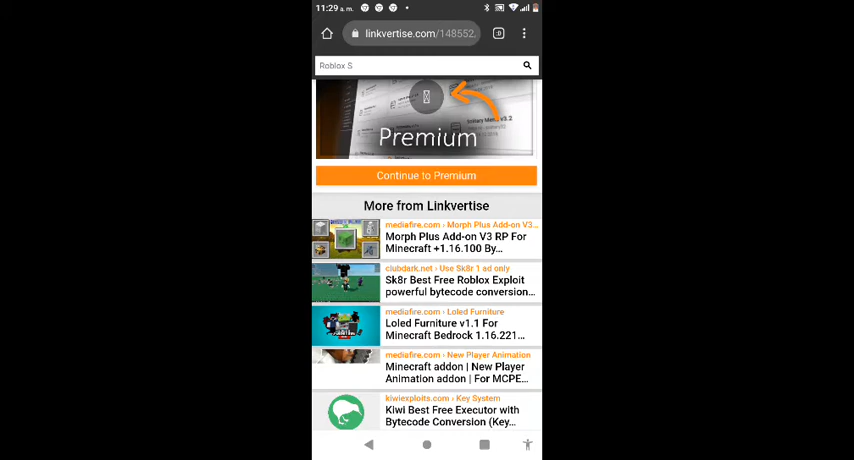 11:29 a. m.
linkvertise.com/148552
:D
Roblox S
Premium
Continue to Premium
More from Linkvertise
mediafire.com › Morph Plus Add-on V3...
Morph Plus Add-on V3 RP For
Minecraft +1.16.100 By...
clubdark.net › Use Sk8r 1 ad only
Sk8r Best Free Roblox Exploit
powerful bytecode conversion...
mediafire.com › Loled Furniture
Loled Furniture v1.1 For
Minecraft Bedrock 1.16.221...
mediafire.com › New Player Animation
Minecraft addon | New Player
Animation addon | For MCPE...
kiwiexploits.com › Key System
Kiwi Best Free Executor with
Bytecode Conversion (Key...